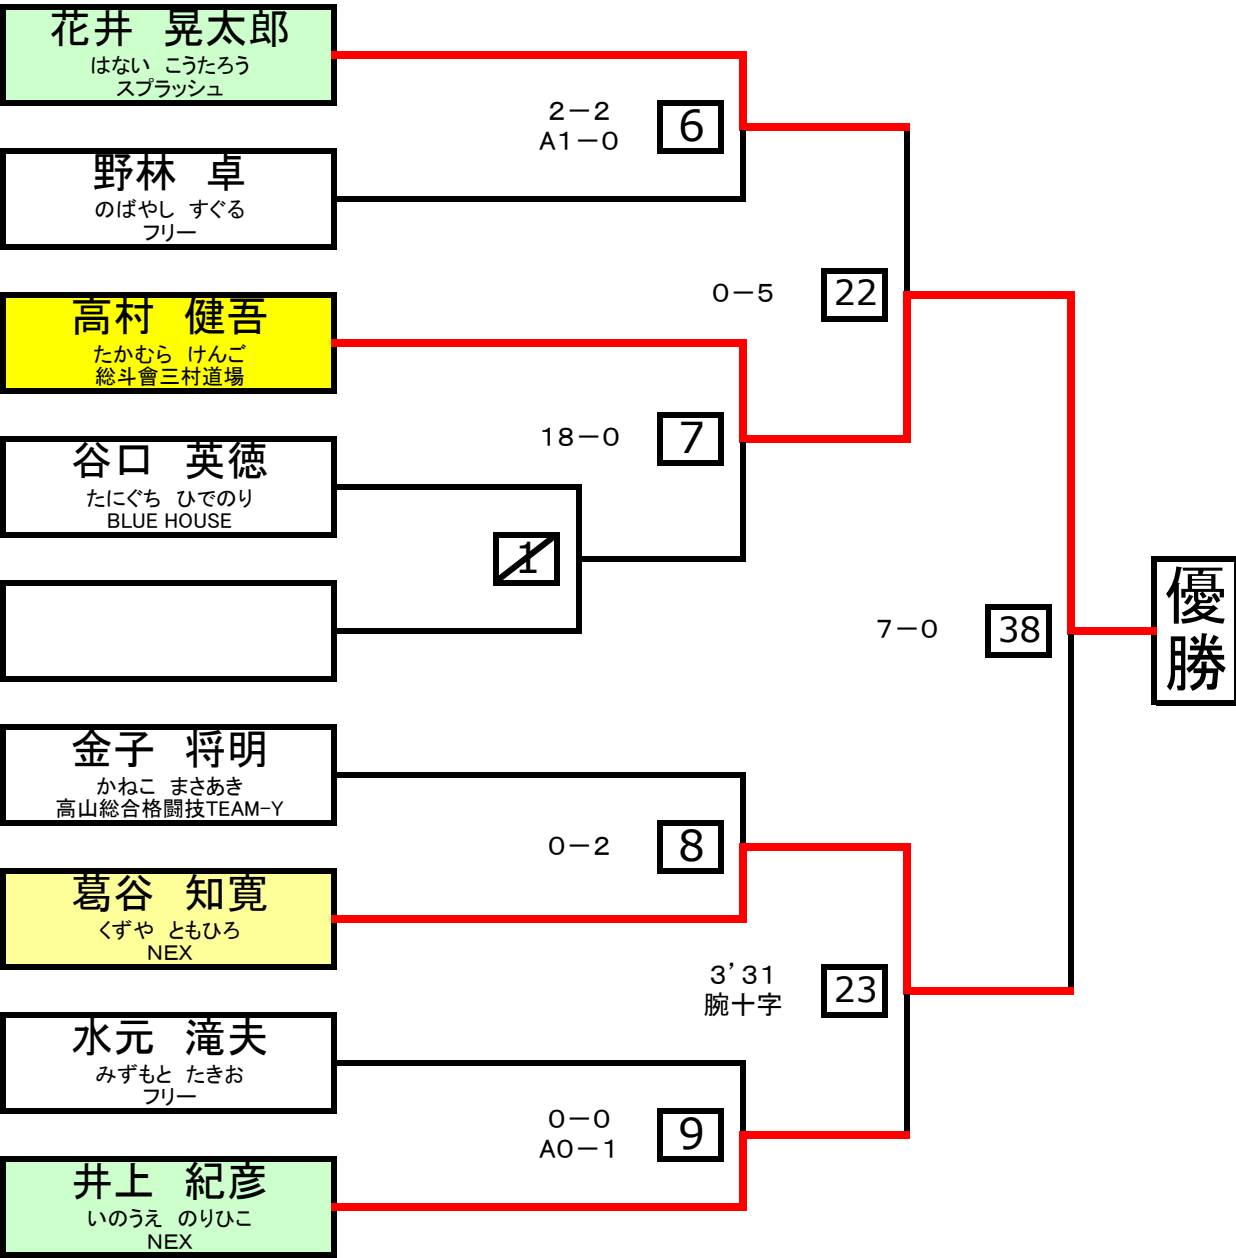 花井　晃太郎
はない　こうたろう
スプラッシュ
2－2
A1－0
6
野林　卓
のばやし　すぐる
フリー
0－5
22
高村　健吾
たかむら　けんご
総斗會三村道場
18－0
7
谷口　英徳
たにぐち　ひでのり
BLUE HOUSE
1
7－0
38
優勝
金子　将明
かねこ　まさあき
高山総合格闘技TEAM-Y
0－2
8
葛谷　知寛
くずや　ともひろ
NEX
3’31
腕十字
23
水元　滝夫
みずもと　たきお
フリー
0－0
A0－1
9
井上　紀彦
いのうえ　のりひこ
NEX